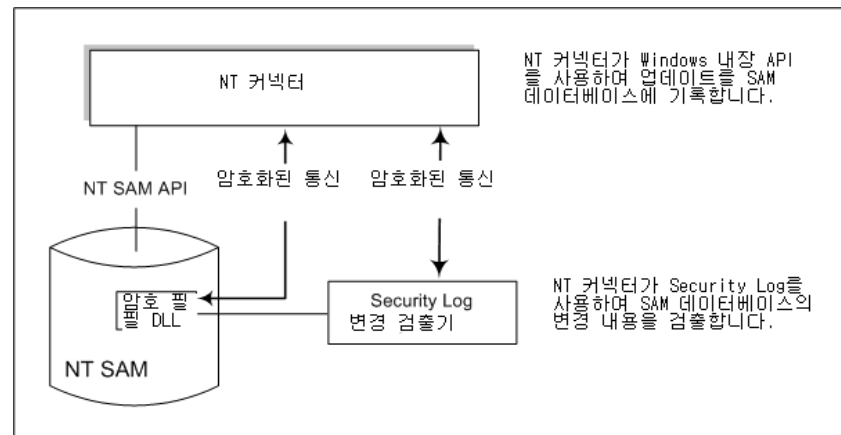 NT 커넥터
NT 커넥터가 Windows 내장 API
를 사용하여 업데이트를 SAM
데이터베이스에 기록합니다.
NT SAM API
암호화된 통신
암호화된 통신
암호 필
필 DLL
NT SAM
Security Log
변경 검출기
NT 커넥터가 Security Log를
사용하여 SAM 데이터베이스의
변경 내용을 검출합니다.